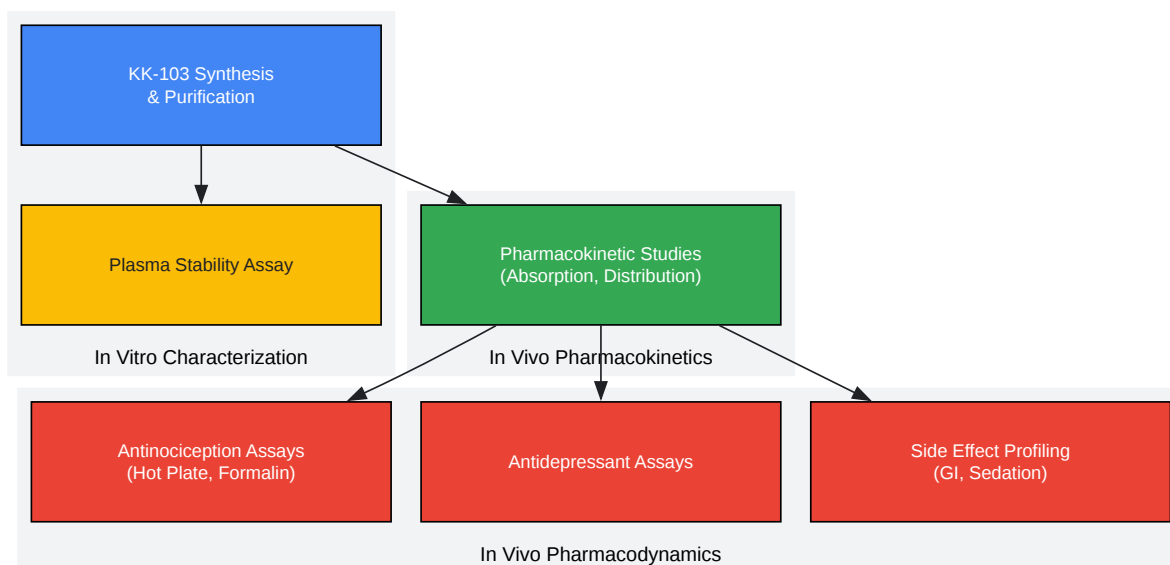 KK-103 Synthesis
& Purification
Plasma Stability Assay
Pharmacokinetic Studies
(Absorption, Distribution)
In Vitro Characterization
In Vivo Pharmacokinetics
Antinociception Assays
(Hot Plate, Formalin)
Antidepressant Assays
Side Effect Profiling
(GI, Sedation)
In Vivo Pharmacodynamics